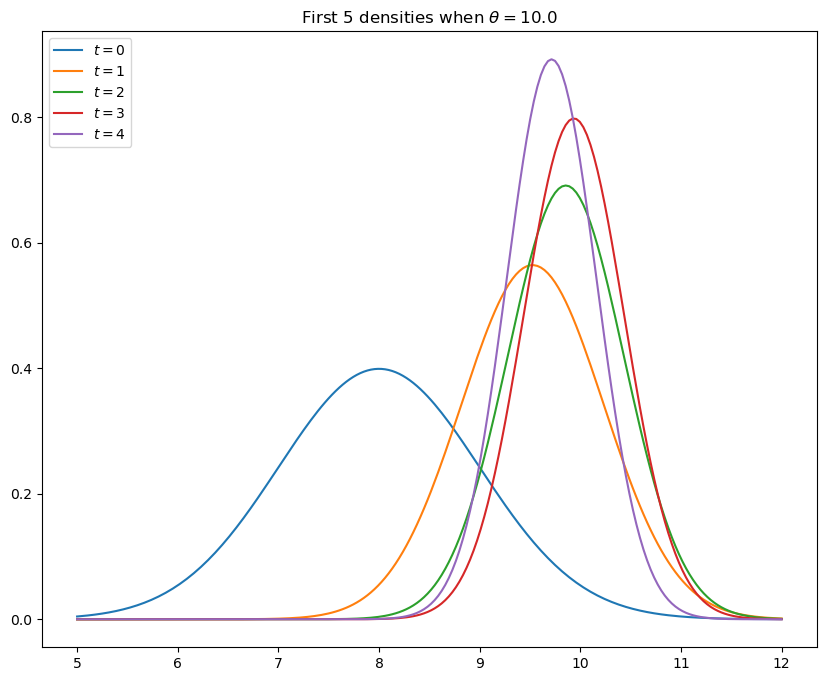 First 5 densities when θ = 10.0
t = 0
t = 1
t = 2
t = 3
t = 4
0.8
0.6
0.4
0.2
0.0
5 6 7 8 9 10 11 12